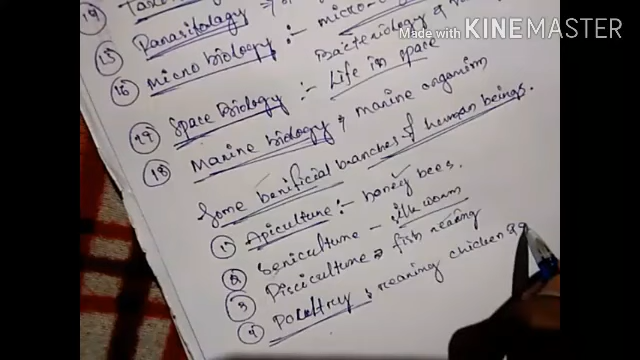 14
15 Parasitology
16 Micro biology :- micro-
Bacteriology &
17 Space Biology :- Life in space
18 Marine biology & marine organism
Some benificial branches of human beings.
1 Apiculture :- honey bees.
2 Sericulture - silk worm
3 Pisciculture = fish rearing
4 Poultry : rearing chicken &
Made with KINEMASTER